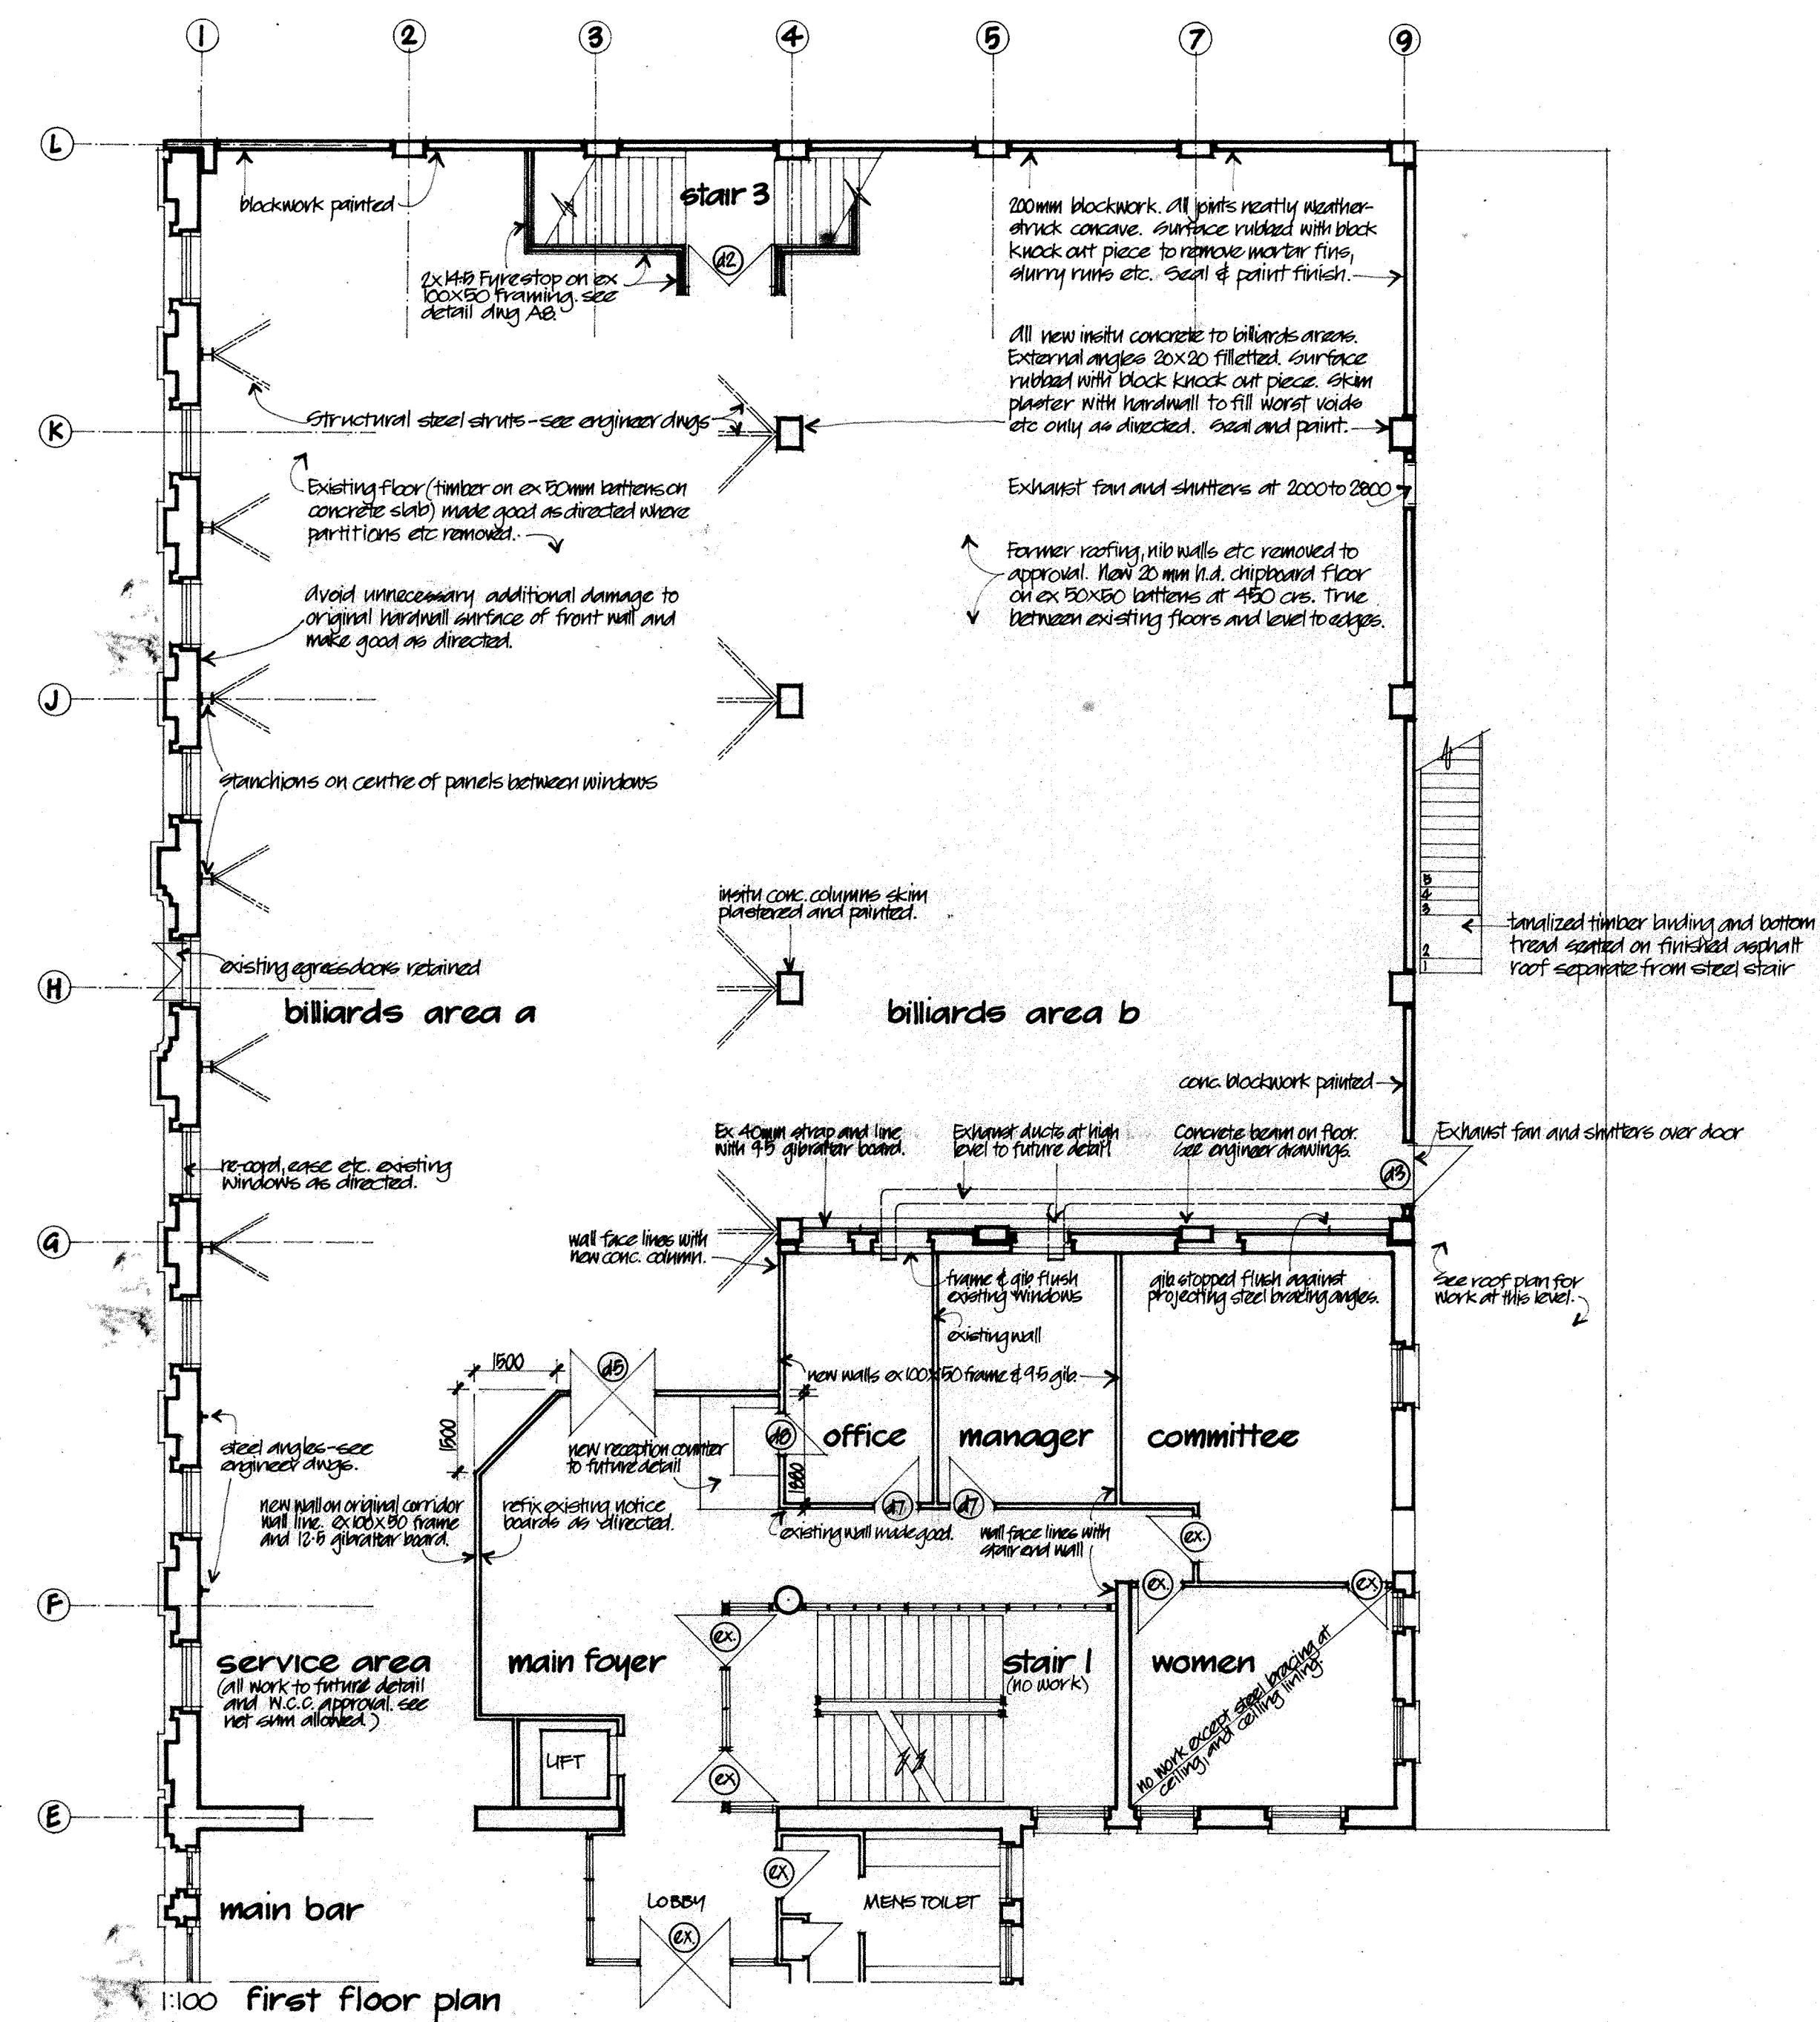 1 2 3 4 5 7 9
L
blockwork painted
stair 3
d2
2x14.5 Fyrestop on ex
100x50 framing. see
detail dwg A8.
200mm blockwork. All joints neatly weather-
struck concave. Surface rubbed with block
knock out piece to remove mortar fins,
slurry runs etc. Seal & paint finish.
All new insitu concrete to billiards areas.
External angles 20x20 filletted. Surface
rubbed with block knock out piece. Skim
plaster with hardwall to fill worst voids
etc only as directed. Seal and paint.
K
Structural steel struts - see engineer dwgs
Existing floor (timber on ex 50mm battens on
concrete slab) made good as directed where
partitions etc removed.
Exhaust fan and shutters at 2000 to 2800
Former roofing, nib walls etc removed to
approval. New 20mm h.d. chipboard floor
on ex 50x50 battens at 450 crs. True
between existing floors and level to edges.
Avoid unnecessary additional damage to
original hardwall surface of front wall and
make good as directed.
J
Stanchions on centre of panels between windows
insitu conc. columns skim
plastered and painted.
5
4
3
2
1
tanalized timber landing and bottom
tread seated on finished asphalt
roof separate from steel stair
existing egress doors retained
H
billiards area a
billiards area b
conc. blockwork painted
Ex 40mm strap and line
with 9.5 gibraltar board.
Exhaust ducts at high
level to future detail
Concrete beam on floor.
See engineer drawings.
Exhaust fan and shutters over door
d3
re-cord, ease etc. existing
windows as directed.
G
wall face lines with
new conc. column.
frame & gib flush
existing windows
gib stopped flush against
projecting steel bracing angles.
See roof plan for
work at this level.
existing wall
new walls ex 100x50 frame & 9.5 gib.
1500
d5
1500
d6
1880
office
manager
committee
new reception counter
to future detail
steel angles - see
engineer dwgs.
new wall on original corridor
wall line. ex 100x50 frame
and 12.5 gibraltar board.
refix existing notice
boards as directed.
d7
d7
existing wall made good.
wall face lines with
stair end wall
ex.
ex.
ex.
F
ex.
service area
(all work to future detail
and W.C.C. approval. see
net sum allowed.)
main foyer
stair 1
(no work)
women
no work except steel bracing at
ceiling, and ceiling lining.
LIFT
ex
E
ex
LOBBY
MENS TOILET
ex.
main bar
1:100 first floor plan